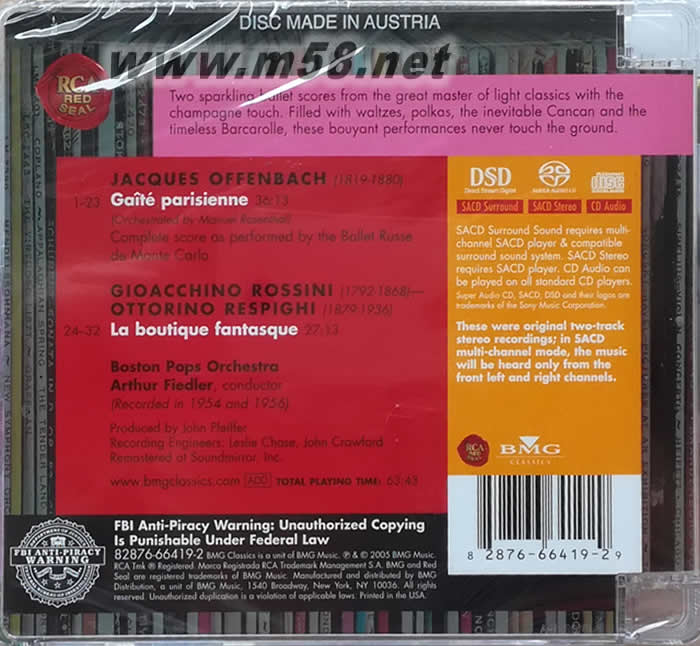 DISC MADE IN AUSTRIA
www.m58.net
RCA
RED
SEAL
Two sparkling ballet scores from the great master of light classics with the
champagne touch. Filled with waltzes, polkas, the inevitable Cancan and the
timeless Barcarolle, these bouyant performances never touch the ground.
JACQUES OFFENBACH (1819-1880)
1-23 Gaîté parisienne 36:13
(Orchestrated by Manuel Rosenthal)
Complete score as performed by the Ballet Russe
de Monte Carlo
GIOACCHINO ROSSINI (1792-1868)—
OTTORINO RESPIGHI (1879-1936)
24-32 La boutique fantasque 27:13
Boston Pops Orchestra
Arthur Fiedler, conductor
(Recorded in 1954 and 1956)
Produced by John Pfeiffer
Recording Engineers: Leslie Chase, John Crawford
Remastered at Soundmirror, Inc.
www.bmgclassics.com ADD TOTAL PLAYING TIME: 63:43
DSD
Direct Stream Digital
SUPER AUDIO CD
COMPACT
disc
DIGITAL AUDIO
SACD Surround SACD Stereo CD Audio
SACD Surround Sound requires multi-
channel SACD player & compatible
surround sound system. SACD Stereo
requires SACD player. CD Audio can
be played on all standard CD players.
Super Audio CD, SACD, DSD and their logos are
trademarks of the Sony Music Corporation.
These were original two-track
stereo recordings; in SACD
multi-channel mode, the music
will be heard only from the
front left and right channels.
RCA
RED
SEAL
BMG
CLASSICS
8 28766-66419-2 9
FBI ANTI-PIRACY
WARNING
FBI Anti-Piracy Warning: Unauthorized Copying
Is Punishable Under Federal Law
82876-66419-2 BMG Classics is a unit of BMG Music. ℗ & © 2005 BMG Music.
RCA Tmk ® Registered. Marca Registrada RCA Trademark Management S.A. BMG and Red
Seal are registered trademarks of BMG Music. Manufactured and distributed by BMG
Distribution, a unit of BMG Music, 1540 Broadway, New York, NY 10036. All rights
reserved. Unauthorized duplication is a violation of applicable laws. Printed in the USA.